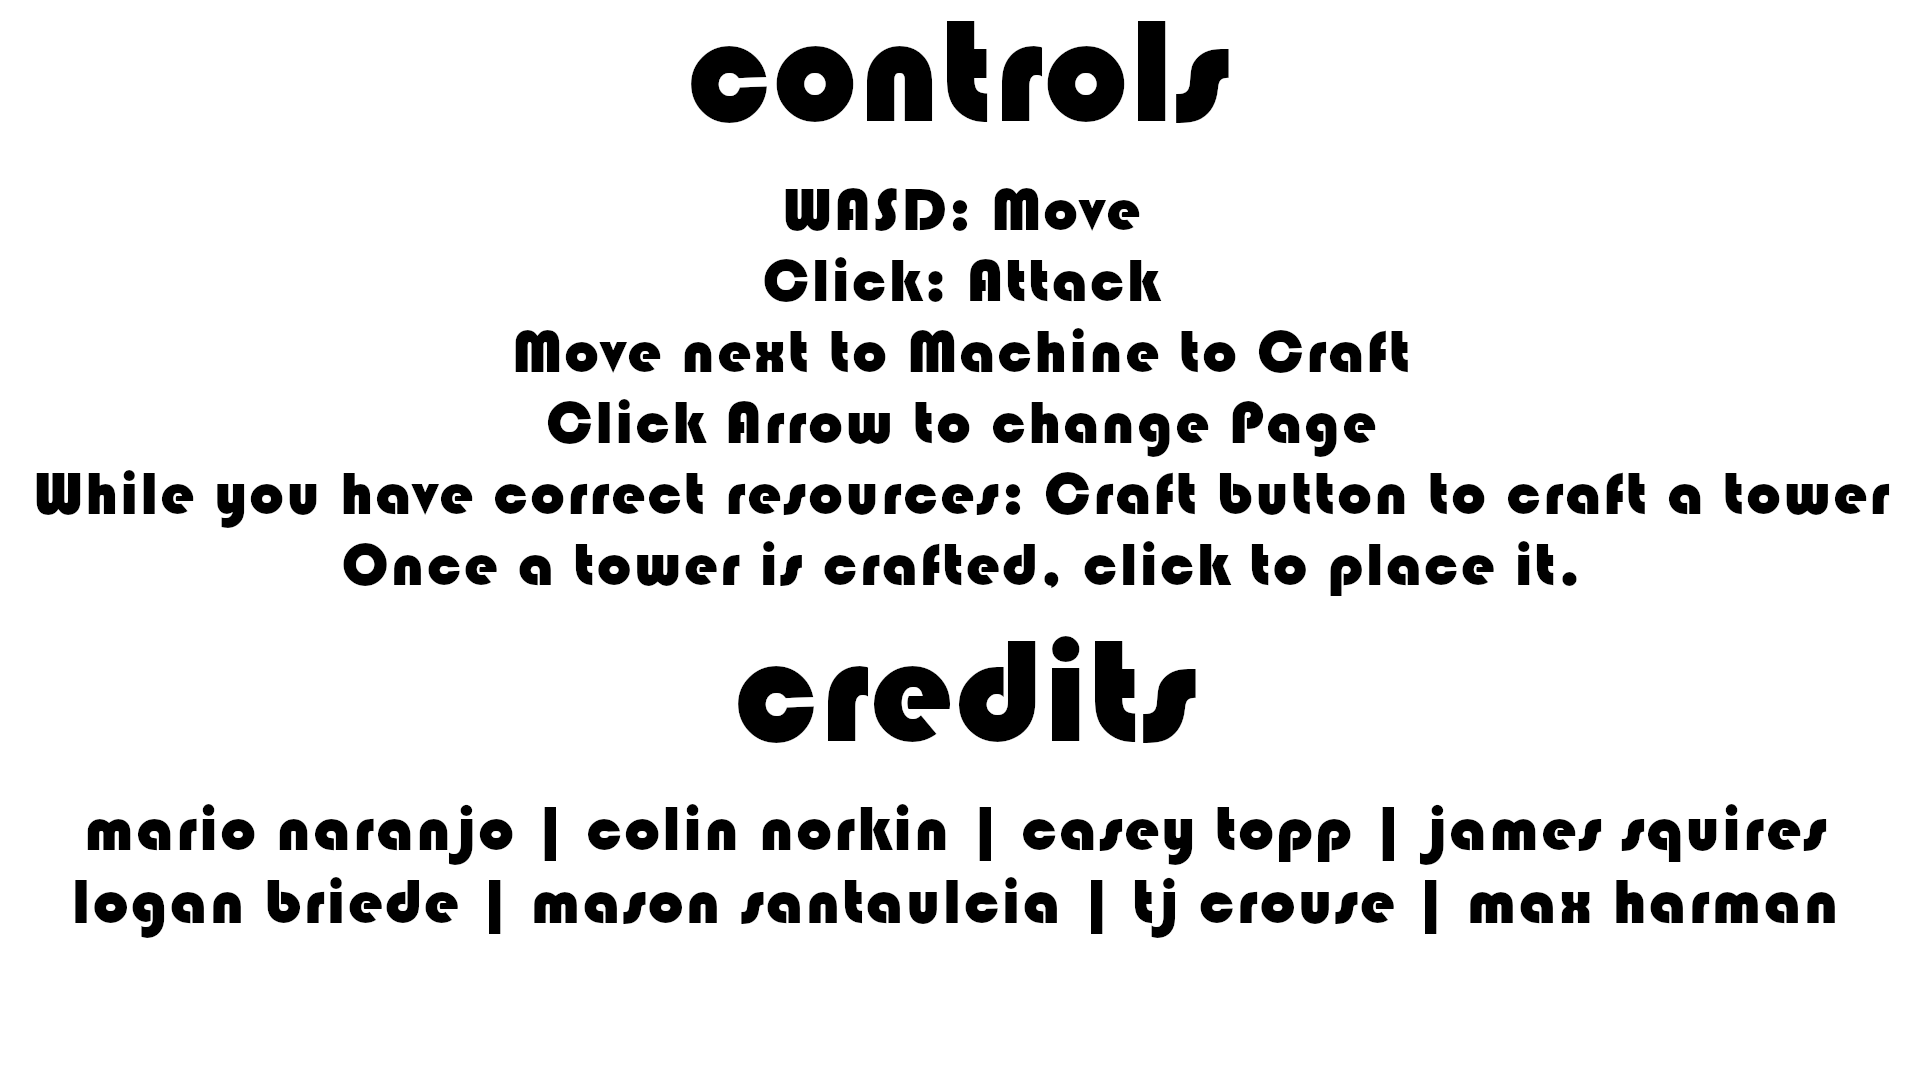 controls
WASD: Move
Click: Attack
Move next to Machine to Craft
Click Arrow to change Page
While you have correct resources: Craft button to craft a tower
Once a tower is crafted, click to place it.
credits
mario naranjo | colin norkin | casey topp | james squires
logan briede | mason santaulcia | tj crouse | max harman